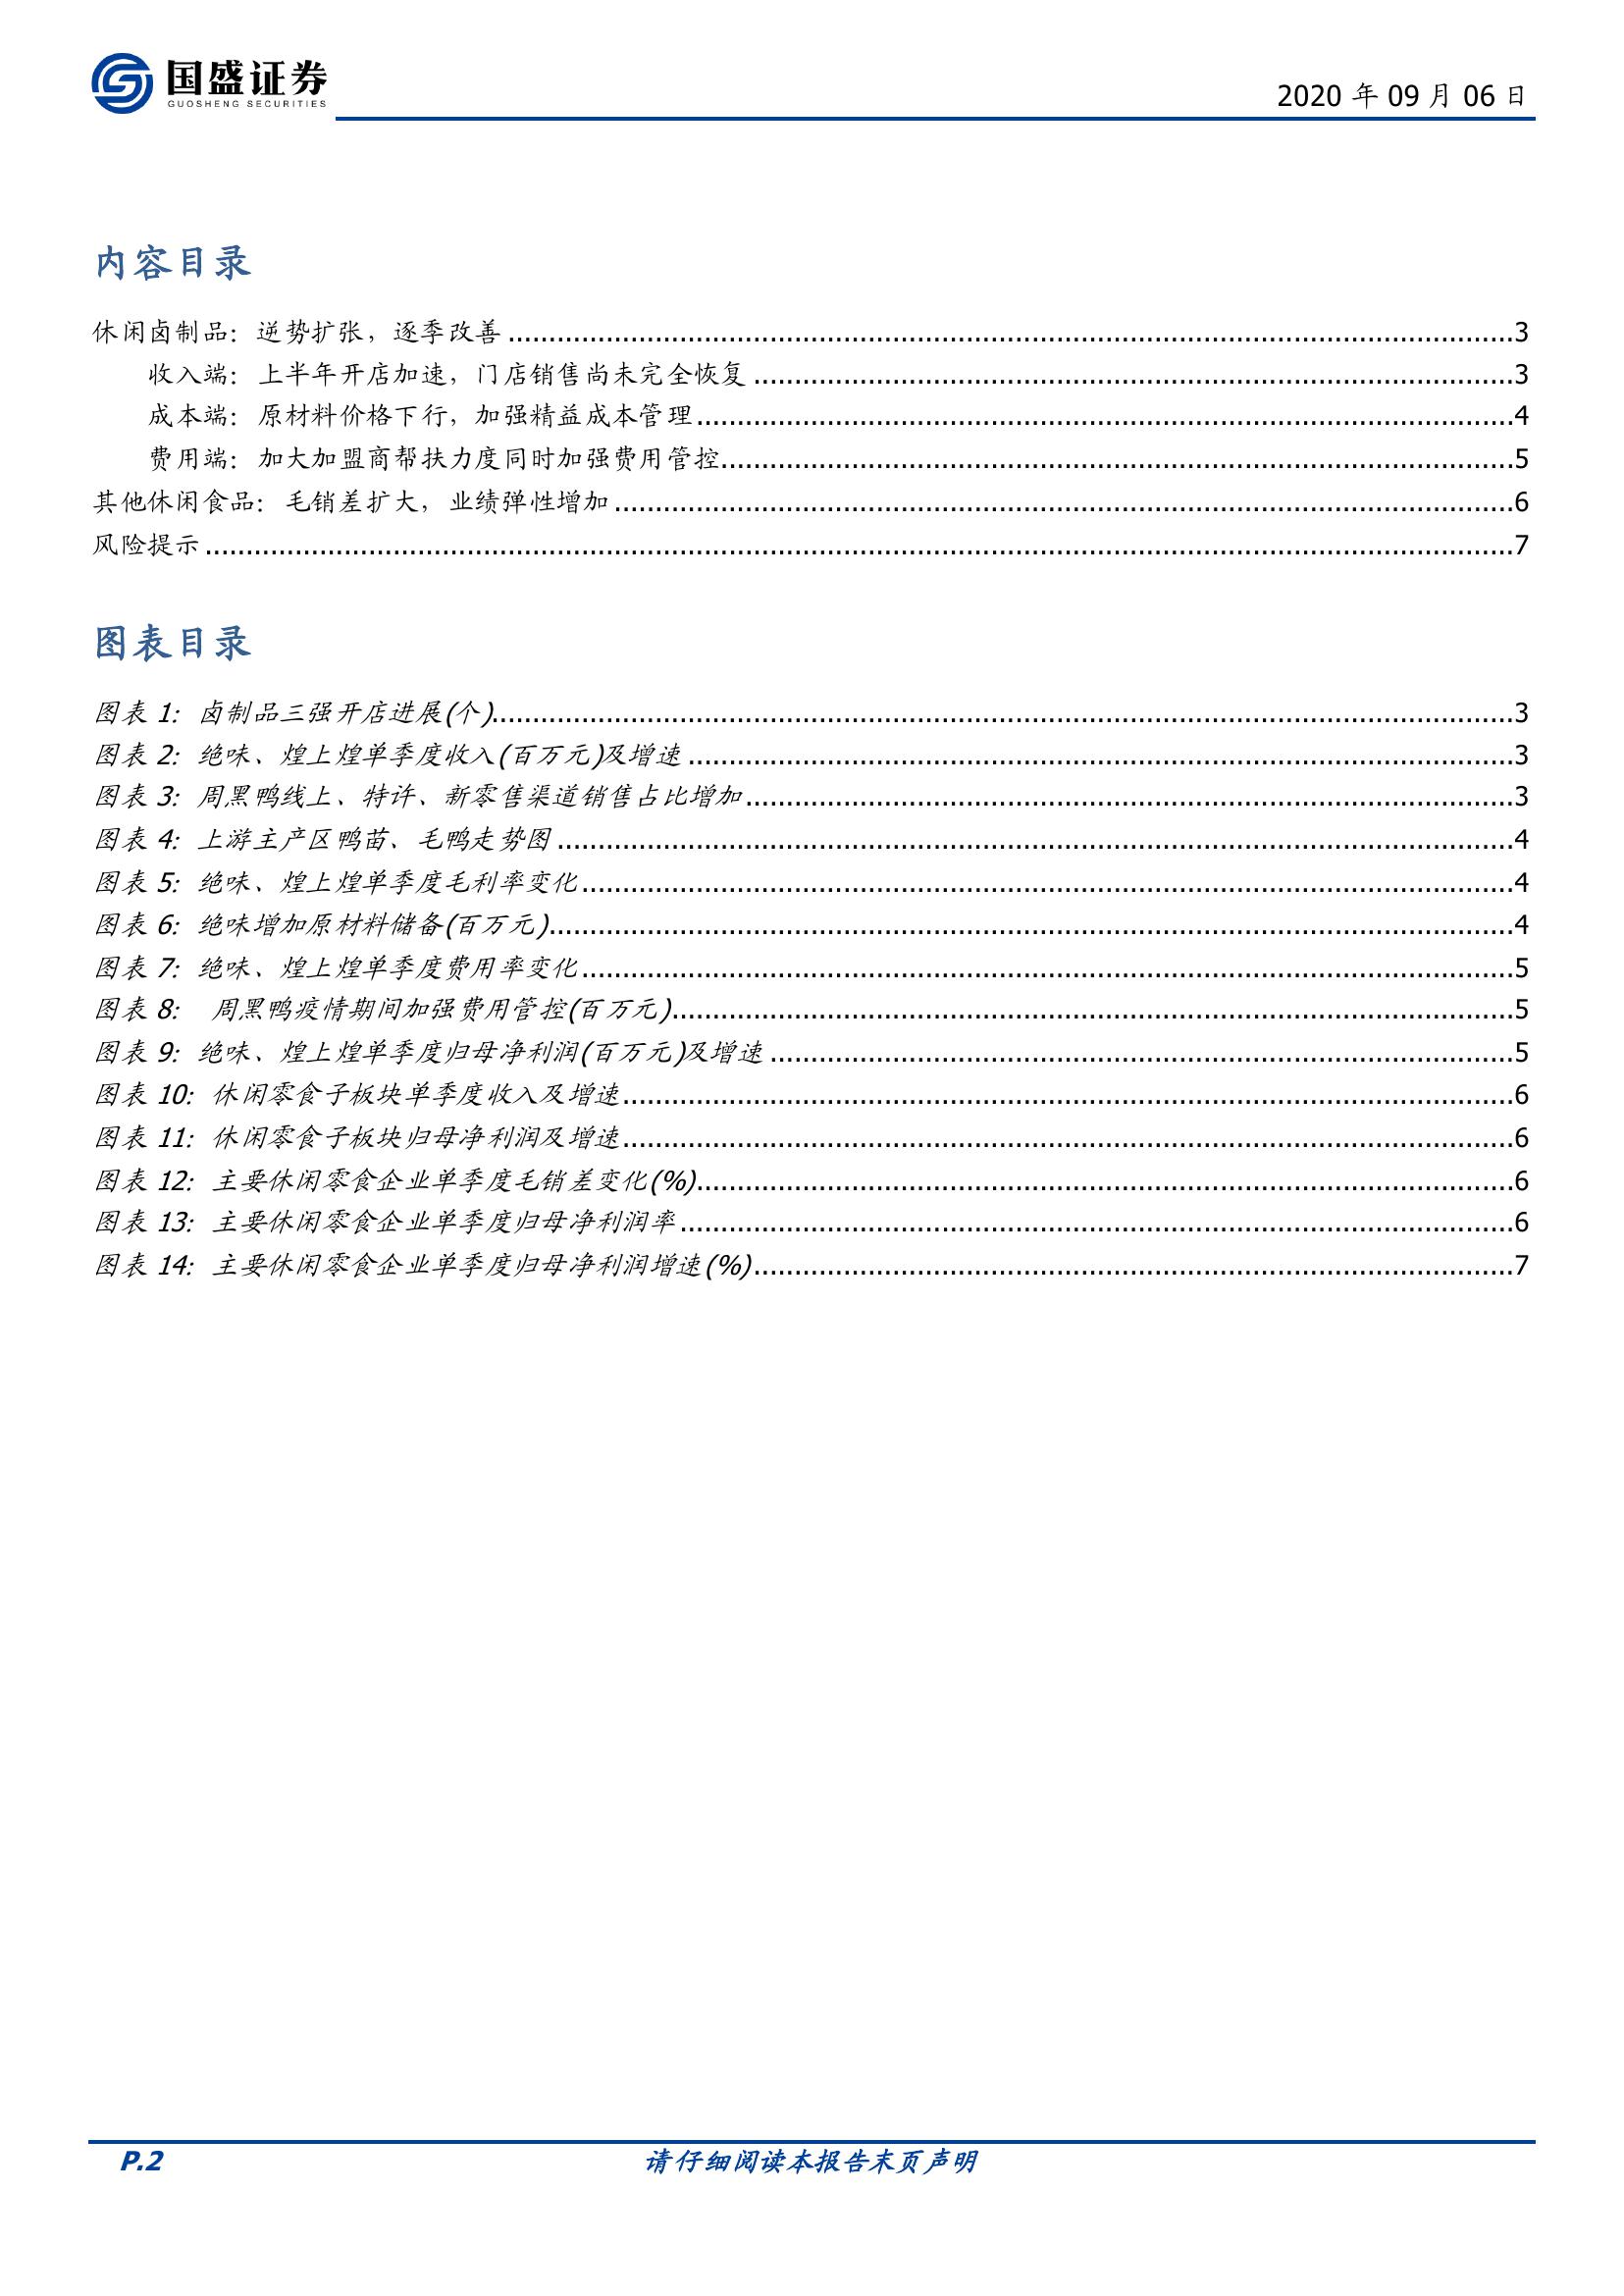 国盛证券
GUOSHENG SECURITIES
2020 年 09 月 06 日
内容目录
休闲卤制品：逆势扩张，逐季改善 3
收入端：上半年开店加速，门店销售尚未完全恢复 3
成本端：原材料价格下行，加强精益成本管理 4
费用端：加大加盟商帮扶力度同时加强费用管控 5
其他休闲食品：毛销差扩大，业绩弹性增加 6
风险提示 7
图表目录
图表 1: 卤制品三强开店进展(个) 3
图表 2: 绝味、煌上煌单季度收入(百万元)及增速 3
图表 3: 周黑鸭线上、特许、新零售渠道销售占比增加 3
图表 4: 上游主产区鸭苗、毛鸭走势图 4
图表 5: 绝味、煌上煌单季度毛利率变化 4
图表 6: 绝味增加原材料储备(百万元) 4
图表 7: 绝味、煌上煌单季度费用率变化 5
图表 8: 周黑鸭疫情期间加强费用管控(百万元) 5
图表 9: 绝味、煌上煌单季度归母净利润(百万元)及增速 5
图表 10: 休闲零食子板块单季度收入及增速 6
图表 11: 休闲零食子板块归母净利润及增速 6
图表 12: 主要休闲零食企业单季度毛销差变化(%) 6
图表 13: 主要休闲零食企业单季度归母净利润率 6
图表 14: 主要休闲零食企业单季度归母净利润增速(%) 7
P.2 请仔细阅读本报告末页声明